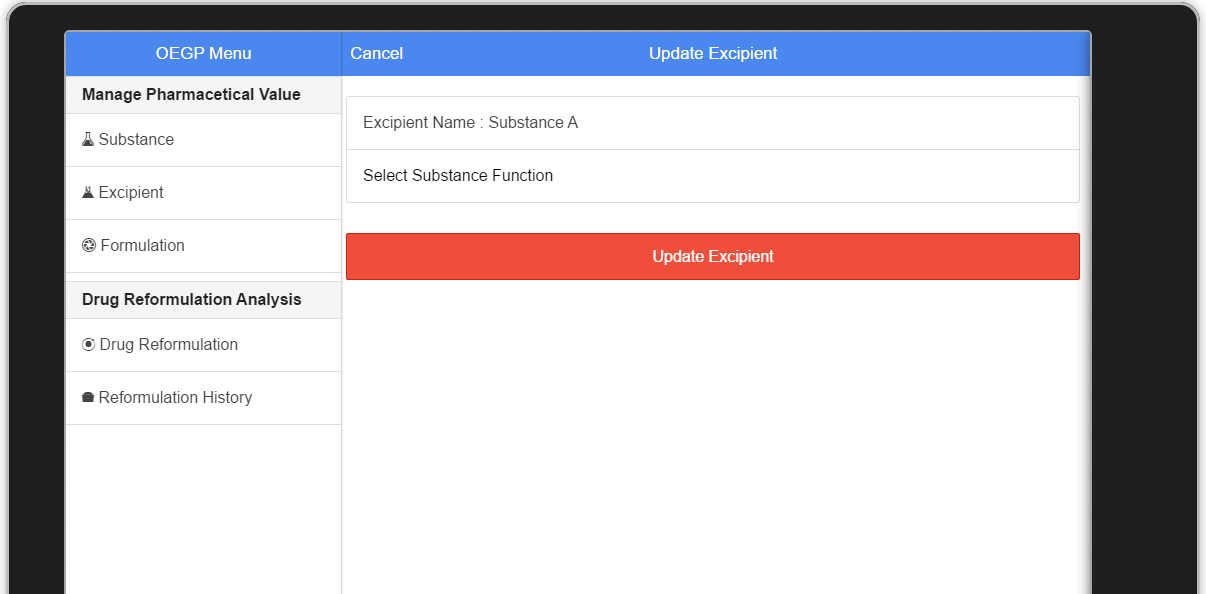 OEGP Menu
Cancel
Update Excipient
Manage Pharmacetical Value
Substance
Excipient
Formulation
Drug Reformulation Analysis
Drug Reformulation
Reformulation History
Excipient Name : Substance A
Select Substance Function
Update Excipient